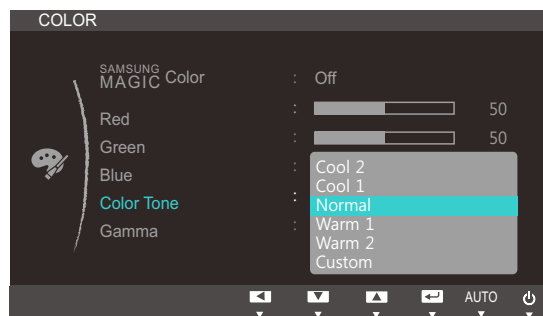 COLOR
SAMSUNG
MAGIC Color : Off
Red : 50
Green : 50
Blue :
Color Tone :
Gamma :
Cool 2
Cool 1
Normal
Warm 1
Warm 2
Custom
AUTO